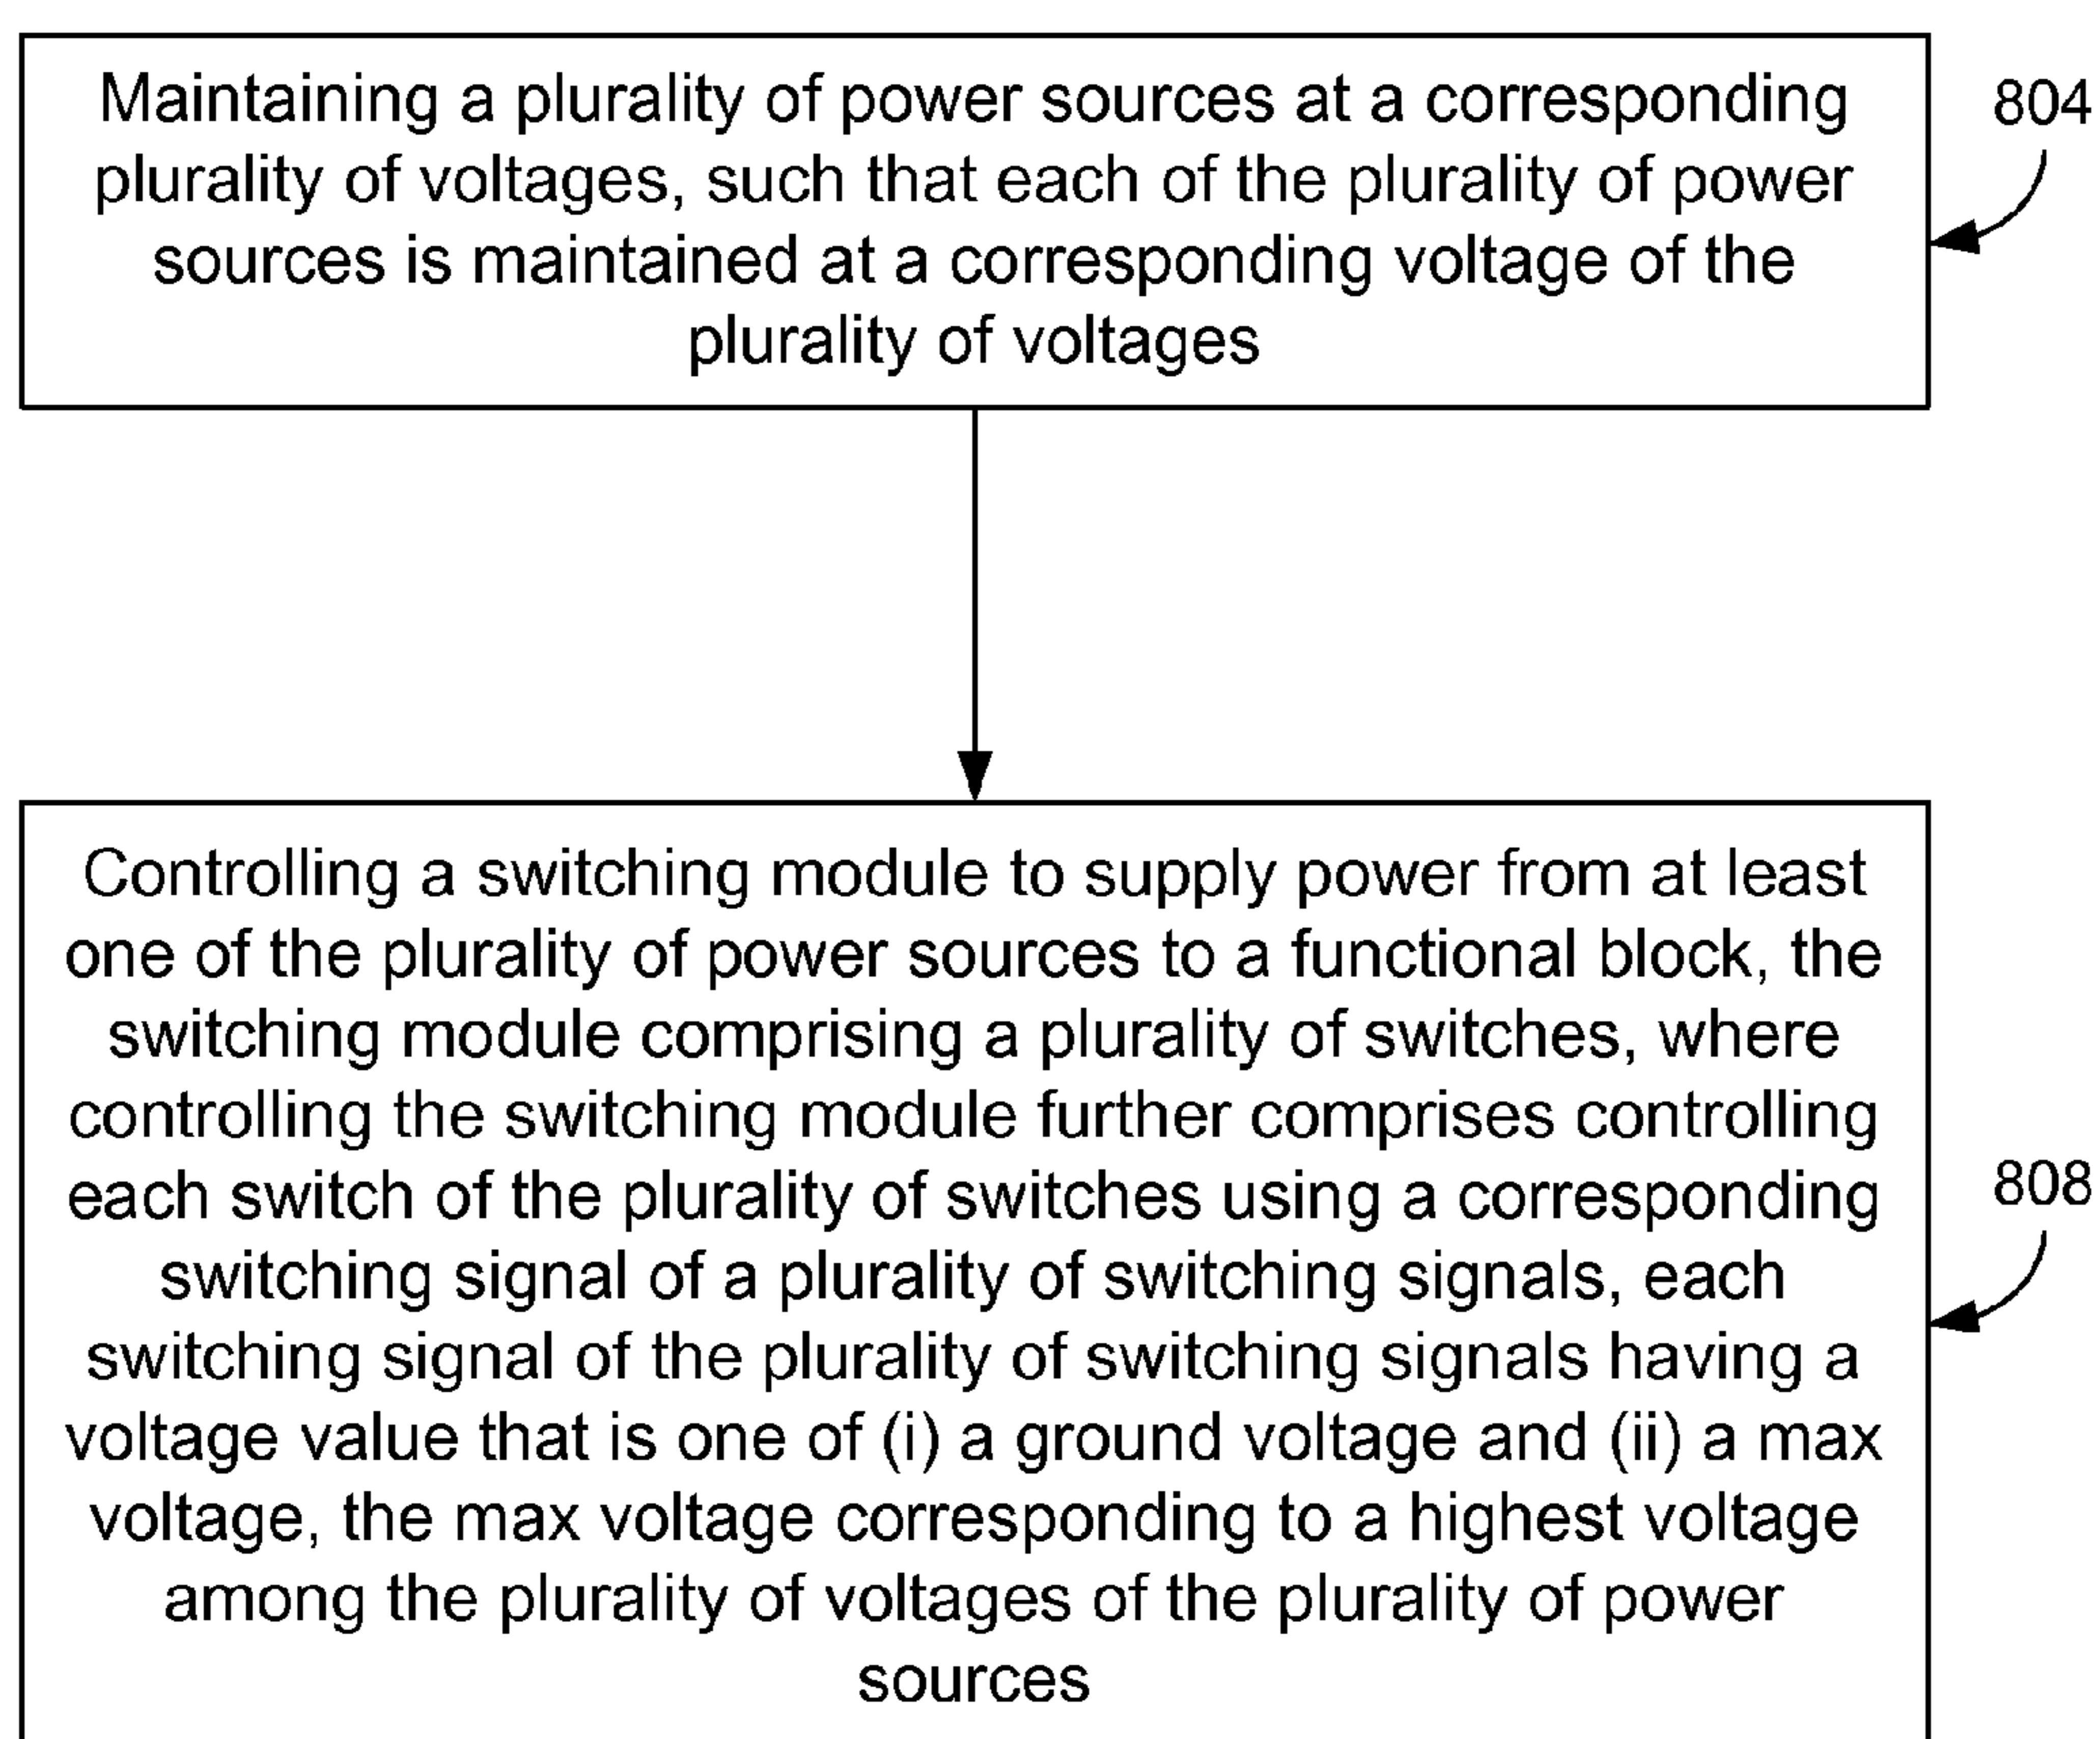 Maintaining a plurality of power sources at a corresponding
plurality of voltages, such that each of the plurality of power
sources is maintained at a corresponding voltage of the
plurality of voltages
804
Controlling a switching module to supply power from at least
one of the plurality of power sources to a functional block, the
switching module comprising a plurality of switches, where
controlling the switching module further comprises controlling
each switch of the plurality of switches using a corresponding
switching signal of a plurality of switching signals, each
switching signal of the plurality of switching signals having a
voltage value that is one of (i) a ground voltage and (ii) a max
voltage, the max voltage corresponding to a highest voltage
among the plurality of voltages of the plurality of power
sources
808